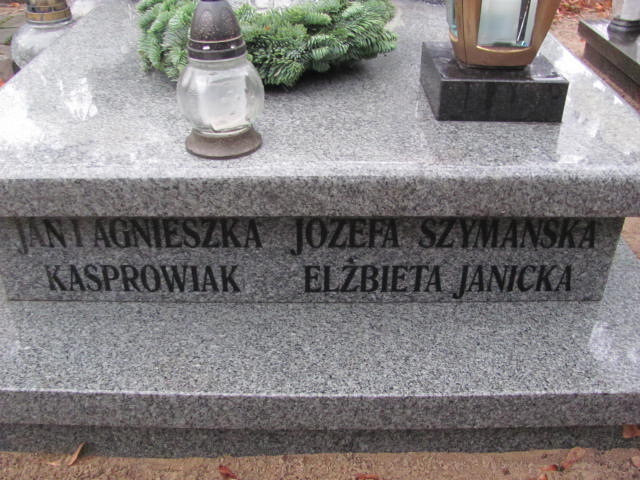 JAN I AGNIESZKA
KASPROWIAK
JÓZEFA SZYMAŃSKA
ELŻBIETA JANICKA